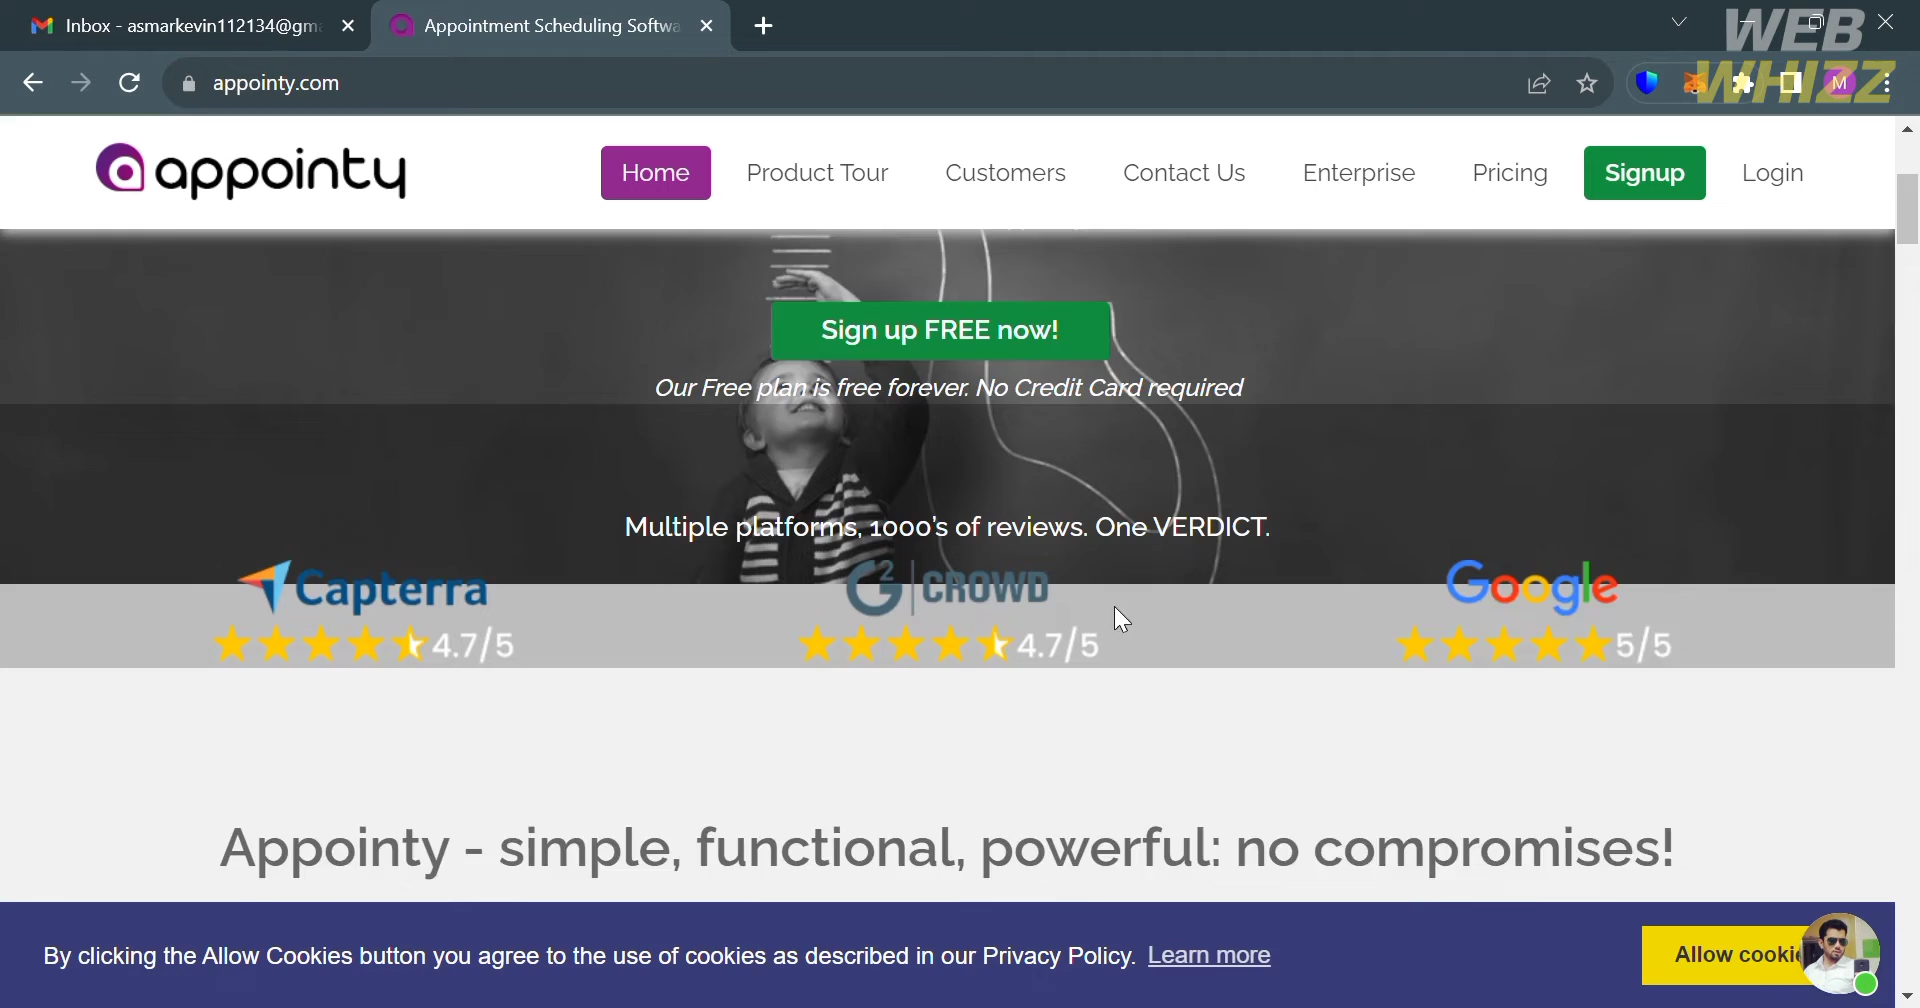 Inbox - asmarkevin112134@gm
Appointment Scheduling Softwa
WEB
WHIZZ
appointy.com
M
appointy
Home
Product Tour
Customers
Contact Us
Enterprise
Pricing
Signup
Login
Sign up FREE now!
Our Free plan is free forever. No Credit Card required
Multiple platforms, 1000's of reviews. One VERDICT.
Capterra
G2 | CROWD
Google
4.7/5
4.7/5
5/5
Appointy - simple, functional, powerful: no compromises!
By clicking the Allow Cookies button you agree to the use of cookies as described in our Privacy Policy. Learn more
Allow cooki